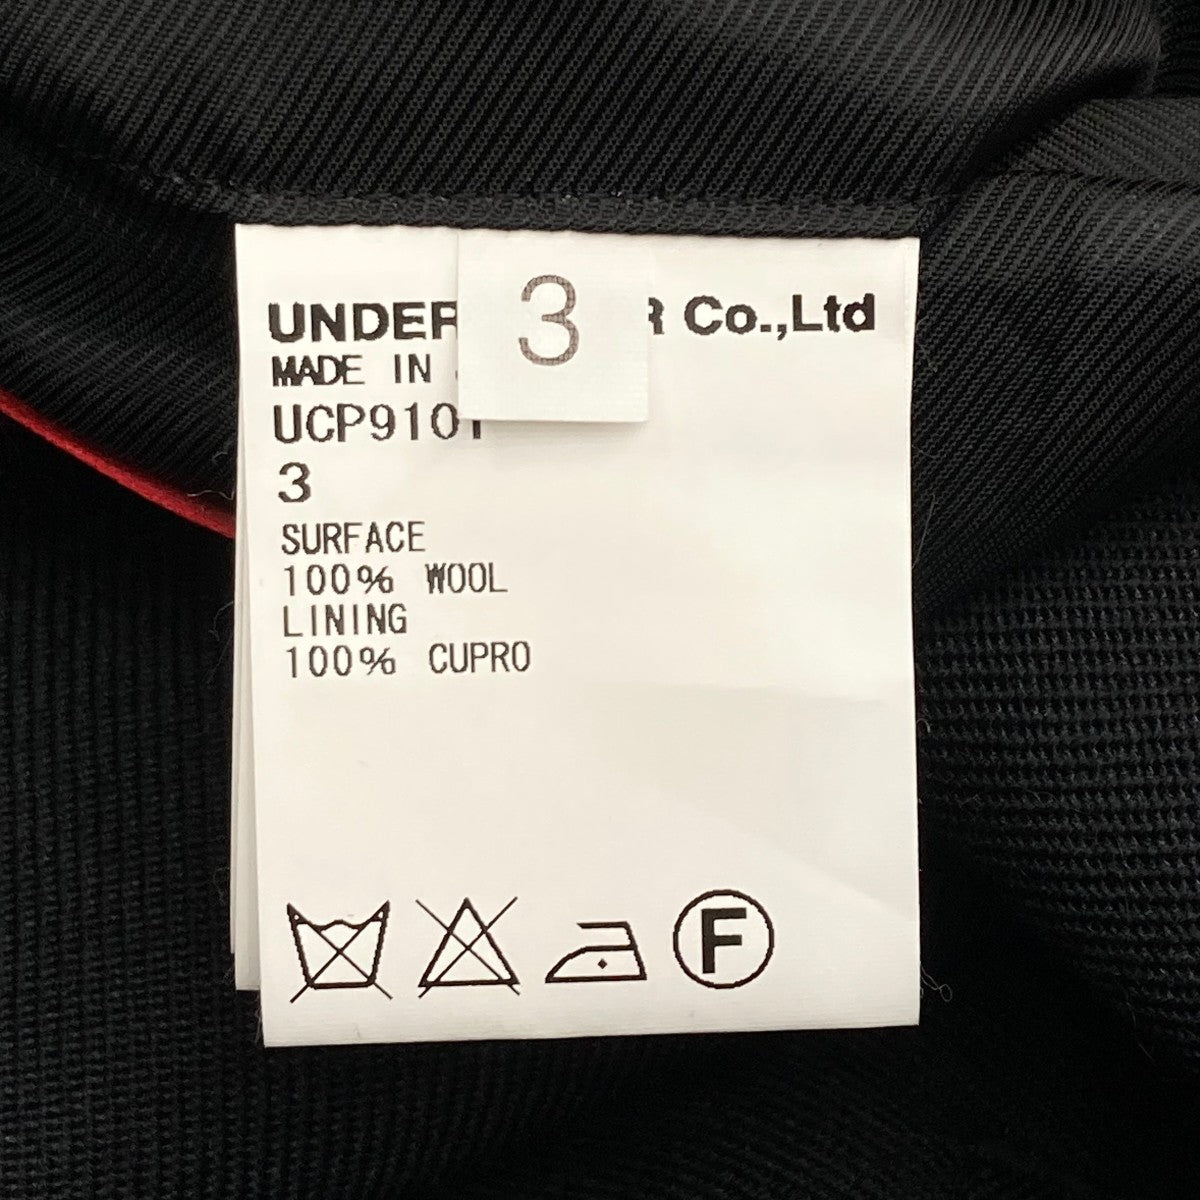 3
UNDER R Co.,Ltd
MADE IN
UCP9101
3
SURFACE
100% WOOL
LINING
100% CUPRO
F